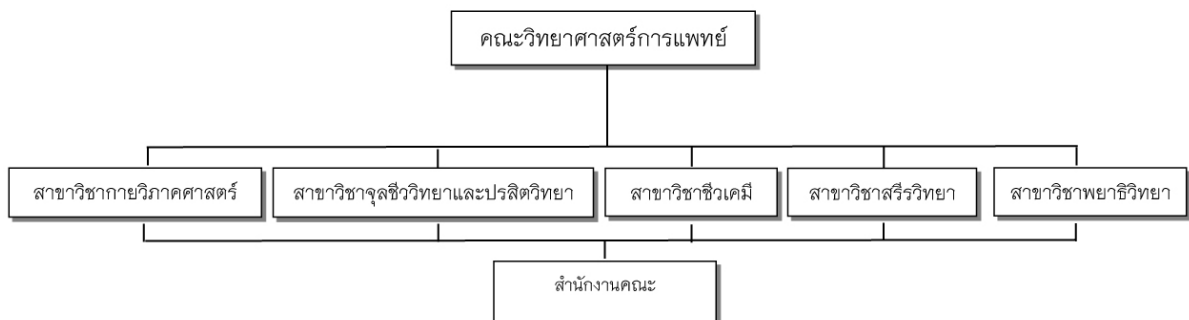 คณะวิทยาศาสตร์การแพทย์
สาขาวิชากายวิภาคศาสตร์
สาขาวิชาจุลชีววิทยาและปรสิตวิทยา
สาขาวิชาชีวเคมี
สาขาวิชาสรีรวิทยา
สาขาวิชาพยาธิวิทยา
สำนักงานคณะ